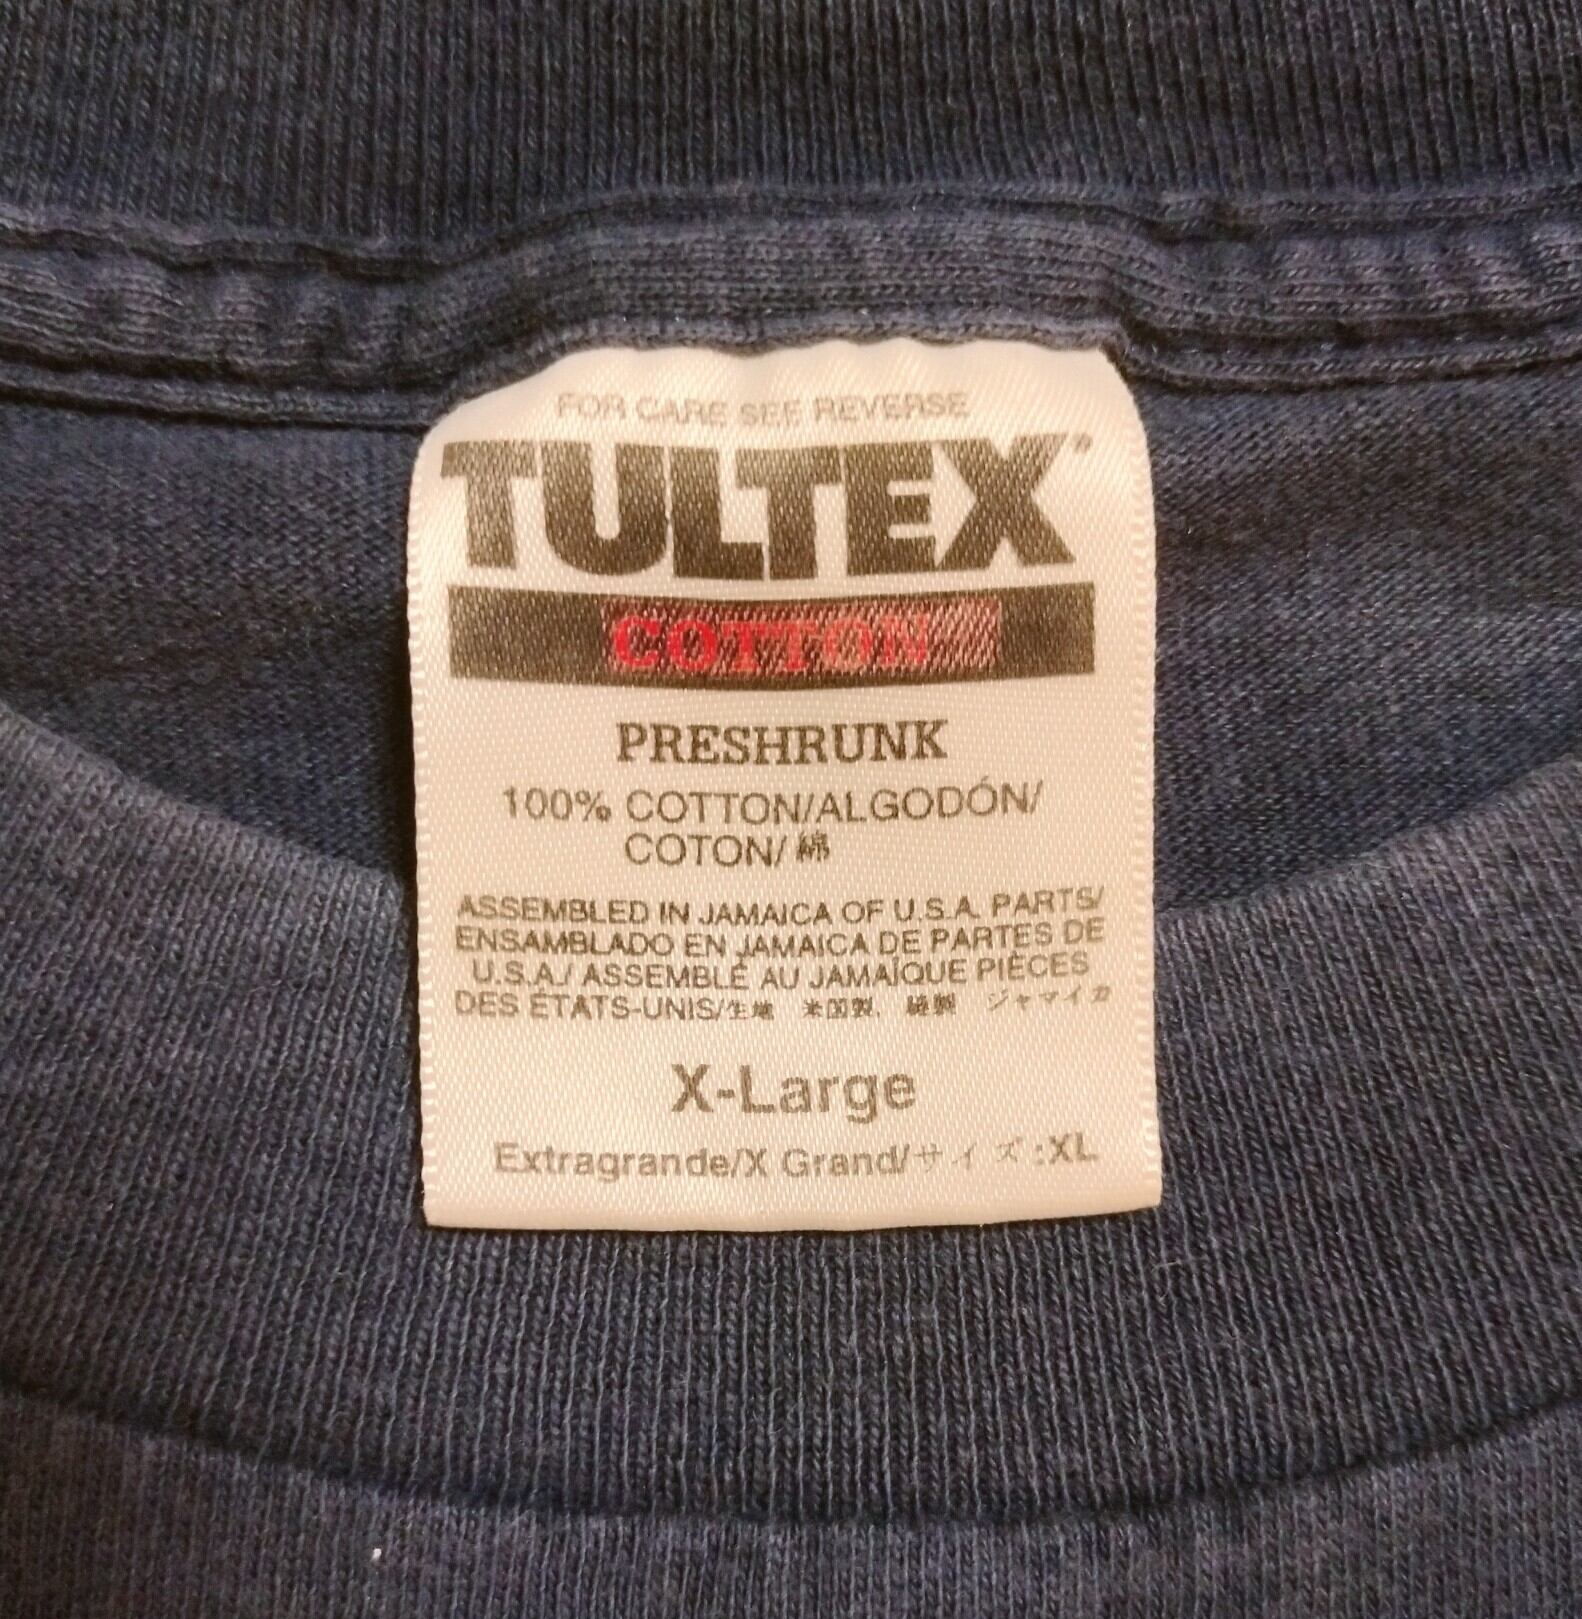 FOR CARE SEE REVERSE
TULTEX®
COTTON
PRESHRUNK
100% COTTON/ALGODÓN/
COTON/ 綿
ASSEMBLED IN JAMAICA OF U.S.A. PARTS/
ENSAMBLADO EN JAMAICA DE PARTES DE
U.S.A./ ASSEMBLÉ AU JAMAÏQUE PIÈCES
DES ÉTATS-UNIS/生地 米国製、縫製 ジャマイカ
X-Large
Extragrande/X Grand/サイズ:XL